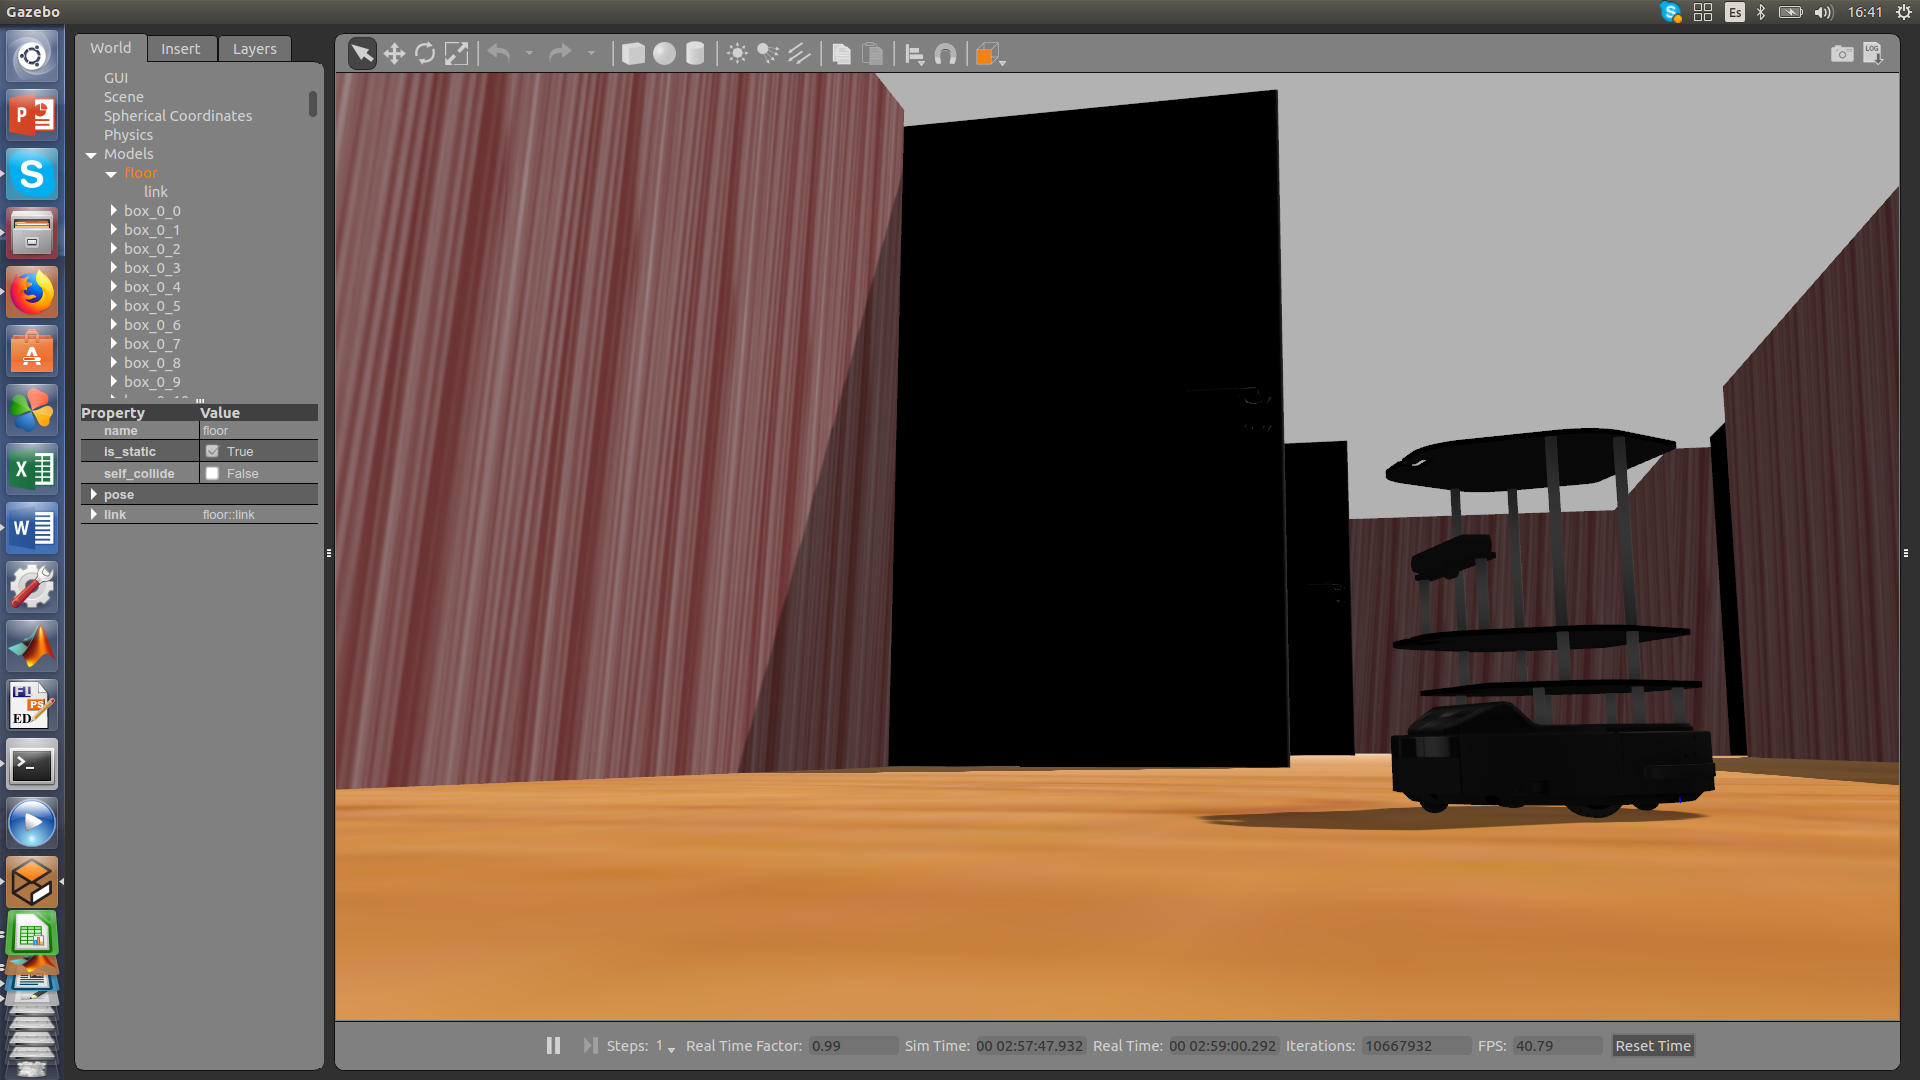 Gazebo
Es
16:41
World
Insert
Layers
LOG
GUI
Scene
Spherical Coordinates
Physics
Models
floor
link
box_0_0
box_0_1
box_0_2
box_0_3
box_0_4
box_0_5
box_0_6
box_0_7
box_0_8
box_0_9
Property Value
name floor
is_static True
self_collide False
pose
link floor::link
Steps: 1 Real Time Factor: 0.99 Sim Time: 00 02:57:47.932 Real Time: 00 02:59:00.292 Iterations: 10667932 FPS: 40.79 Reset Time